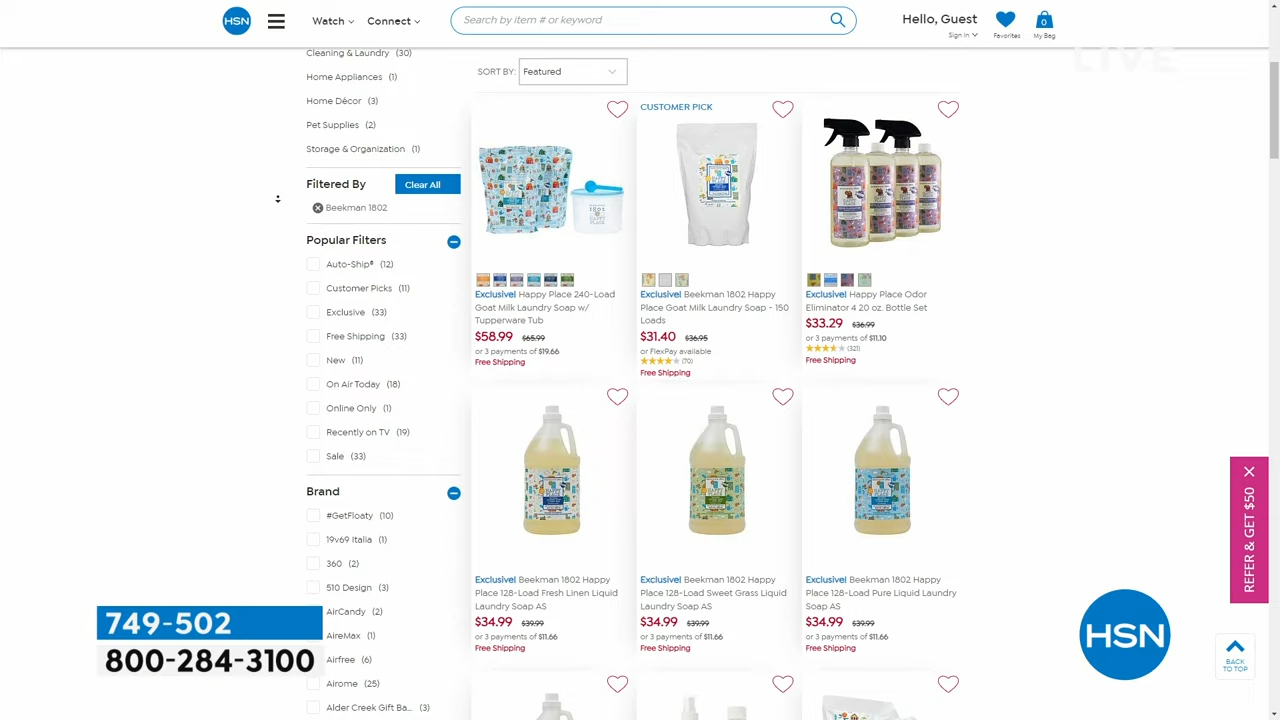 HSN
Watch
Connect
Search by item # or keyword
Hello, Guest
Sign In
Favorites
0
My Bag
LIVE
Cleaning & Laundry (30)
Home Appliances (1)
Home Décor (3)
Pet Supplies (2)
Storage & Organization (1)
Filtered By
Clear All
Beekman 1802
Popular Filters
Auto-Ship® (12)
Customer Picks (11)
Exclusive (33)
Free Shipping (33)
New (11)
On Air Today (18)
Online Only (1)
Recently on TV (19)
Sale (33)
Brand
#GetFloaty (10)
19v69 Italia (1)
360 (2)
510 Design (3)
AirCandy (2)
AireMax (1)
Airfree (6)
Airome (25)
Alder Creek Gift Ba... (3)
SORT BY: Featured
Exclusive! Happy Place 240-Load
Goat Milk Laundry Soap w/
Tupperware Tub
$58.99 $65.99
or 3 payments of $19.66
Free Shipping
CUSTOMER PICK
Exclusive! Beekman 1802 Happy
Place Goat Milk Laundry Soap - 150
Loads
$31.40 $36.95
or FlexPay available
(70)
Free Shipping
Exclusive! Happy Place Odor
Eliminator 4 20 oz. Bottle Set
$33.29 $36.99
or 3 payments of $11.10
(321)
Free Shipping
Exclusive! Beekman 1802 Happy
Place 128-Load Fresh Linen Liquid
Laundry Soap AS
$34.99 $39.99
or 3 payments of $11.66
Free Shipping
Exclusive! Beekman 1802 Happy
Place 128-Load Sweet Grass Liquid
Laundry Soap AS
$34.99 $39.99
or 3 payments of $11.66
Free Shipping
Exclusive! Beekman 1802 Happy
Place 128-Load Pure Liquid Laundry
Soap AS
$34.99 $39.99
or 3 payments of $11.66
Free Shipping
749-502
800-284-3100
REFER & GET $50
HSN
BACK
TO TOP